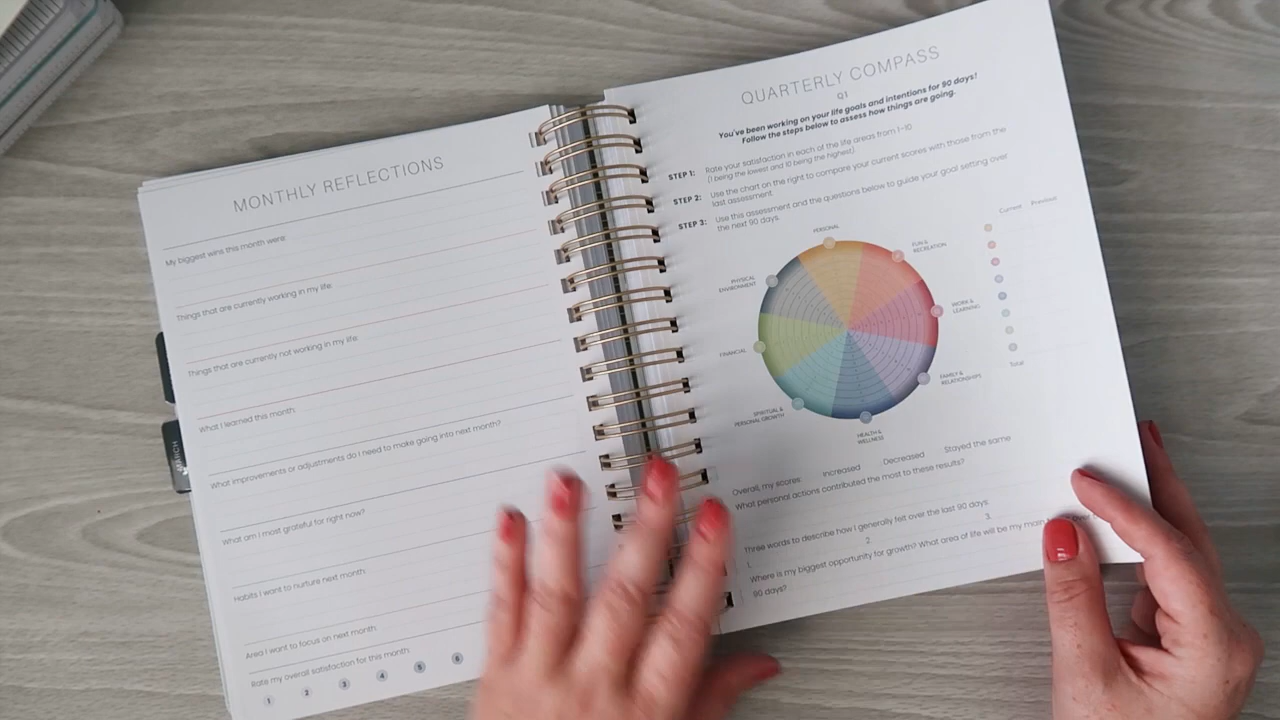 MONTHLY REFLECTIONS
My biggest wins this month were:
Things that are currently working in my life:
Things that are currently not working in my life:
What I learned this month:
What improvements or adjustments do I need to make going into next month?
What am I most grateful for right now?
Habits I want to nurture next month:
Area I want to focus on next month:
Rate my overall satisfaction for this month:
1 2 3 4 5 6
MARCH
QUARTERLY COMPASS
Q1
You've been working on your life goals and intentions for 90 days!
Follow the steps below to assess how things are going.
STEP 1: Rate your satisfaction in each of the life areas from 1-10
(1 being the lowest and 10 being the highest)
STEP 2: Use the chart on the right to compare your current scores with those from the
last assessment.
STEP 3: Use this assessment and the questions below to guide your goal setting over
the next 90 days.
Current Previous
PERSONAL
FUN &
RECREATION
WORK &
LEARNING
FAMILY &
RELATIONSHIPS
HEALTH &
WELLNESS
SPIRITUAL &
PERSONAL GROWTH
FINANCIAL
PHYSICAL
ENVIRONMENT
Total
Overall, my scores: Increased Decreased Stayed the same
What personal actions contributed the most to these results?
Three words to describe how I generally felt over the last 90 days:
1. 2. 3.
Where is my biggest opportunity for growth? What area of life will be my main over
90 days?